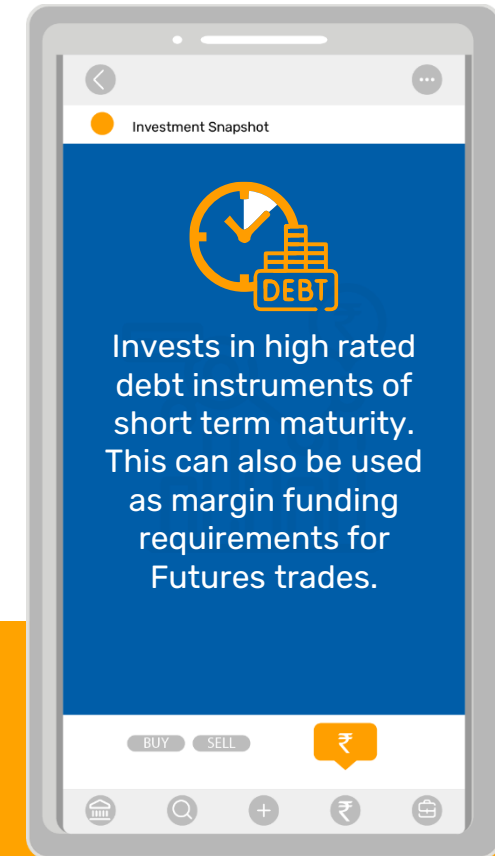 Investment Snapshot
DEBT
Invests in high rated
debt instruments of
short term maturity.
This can also be used
as margin funding
requirements for
Futures trades.
BUY SELL ₹
₹